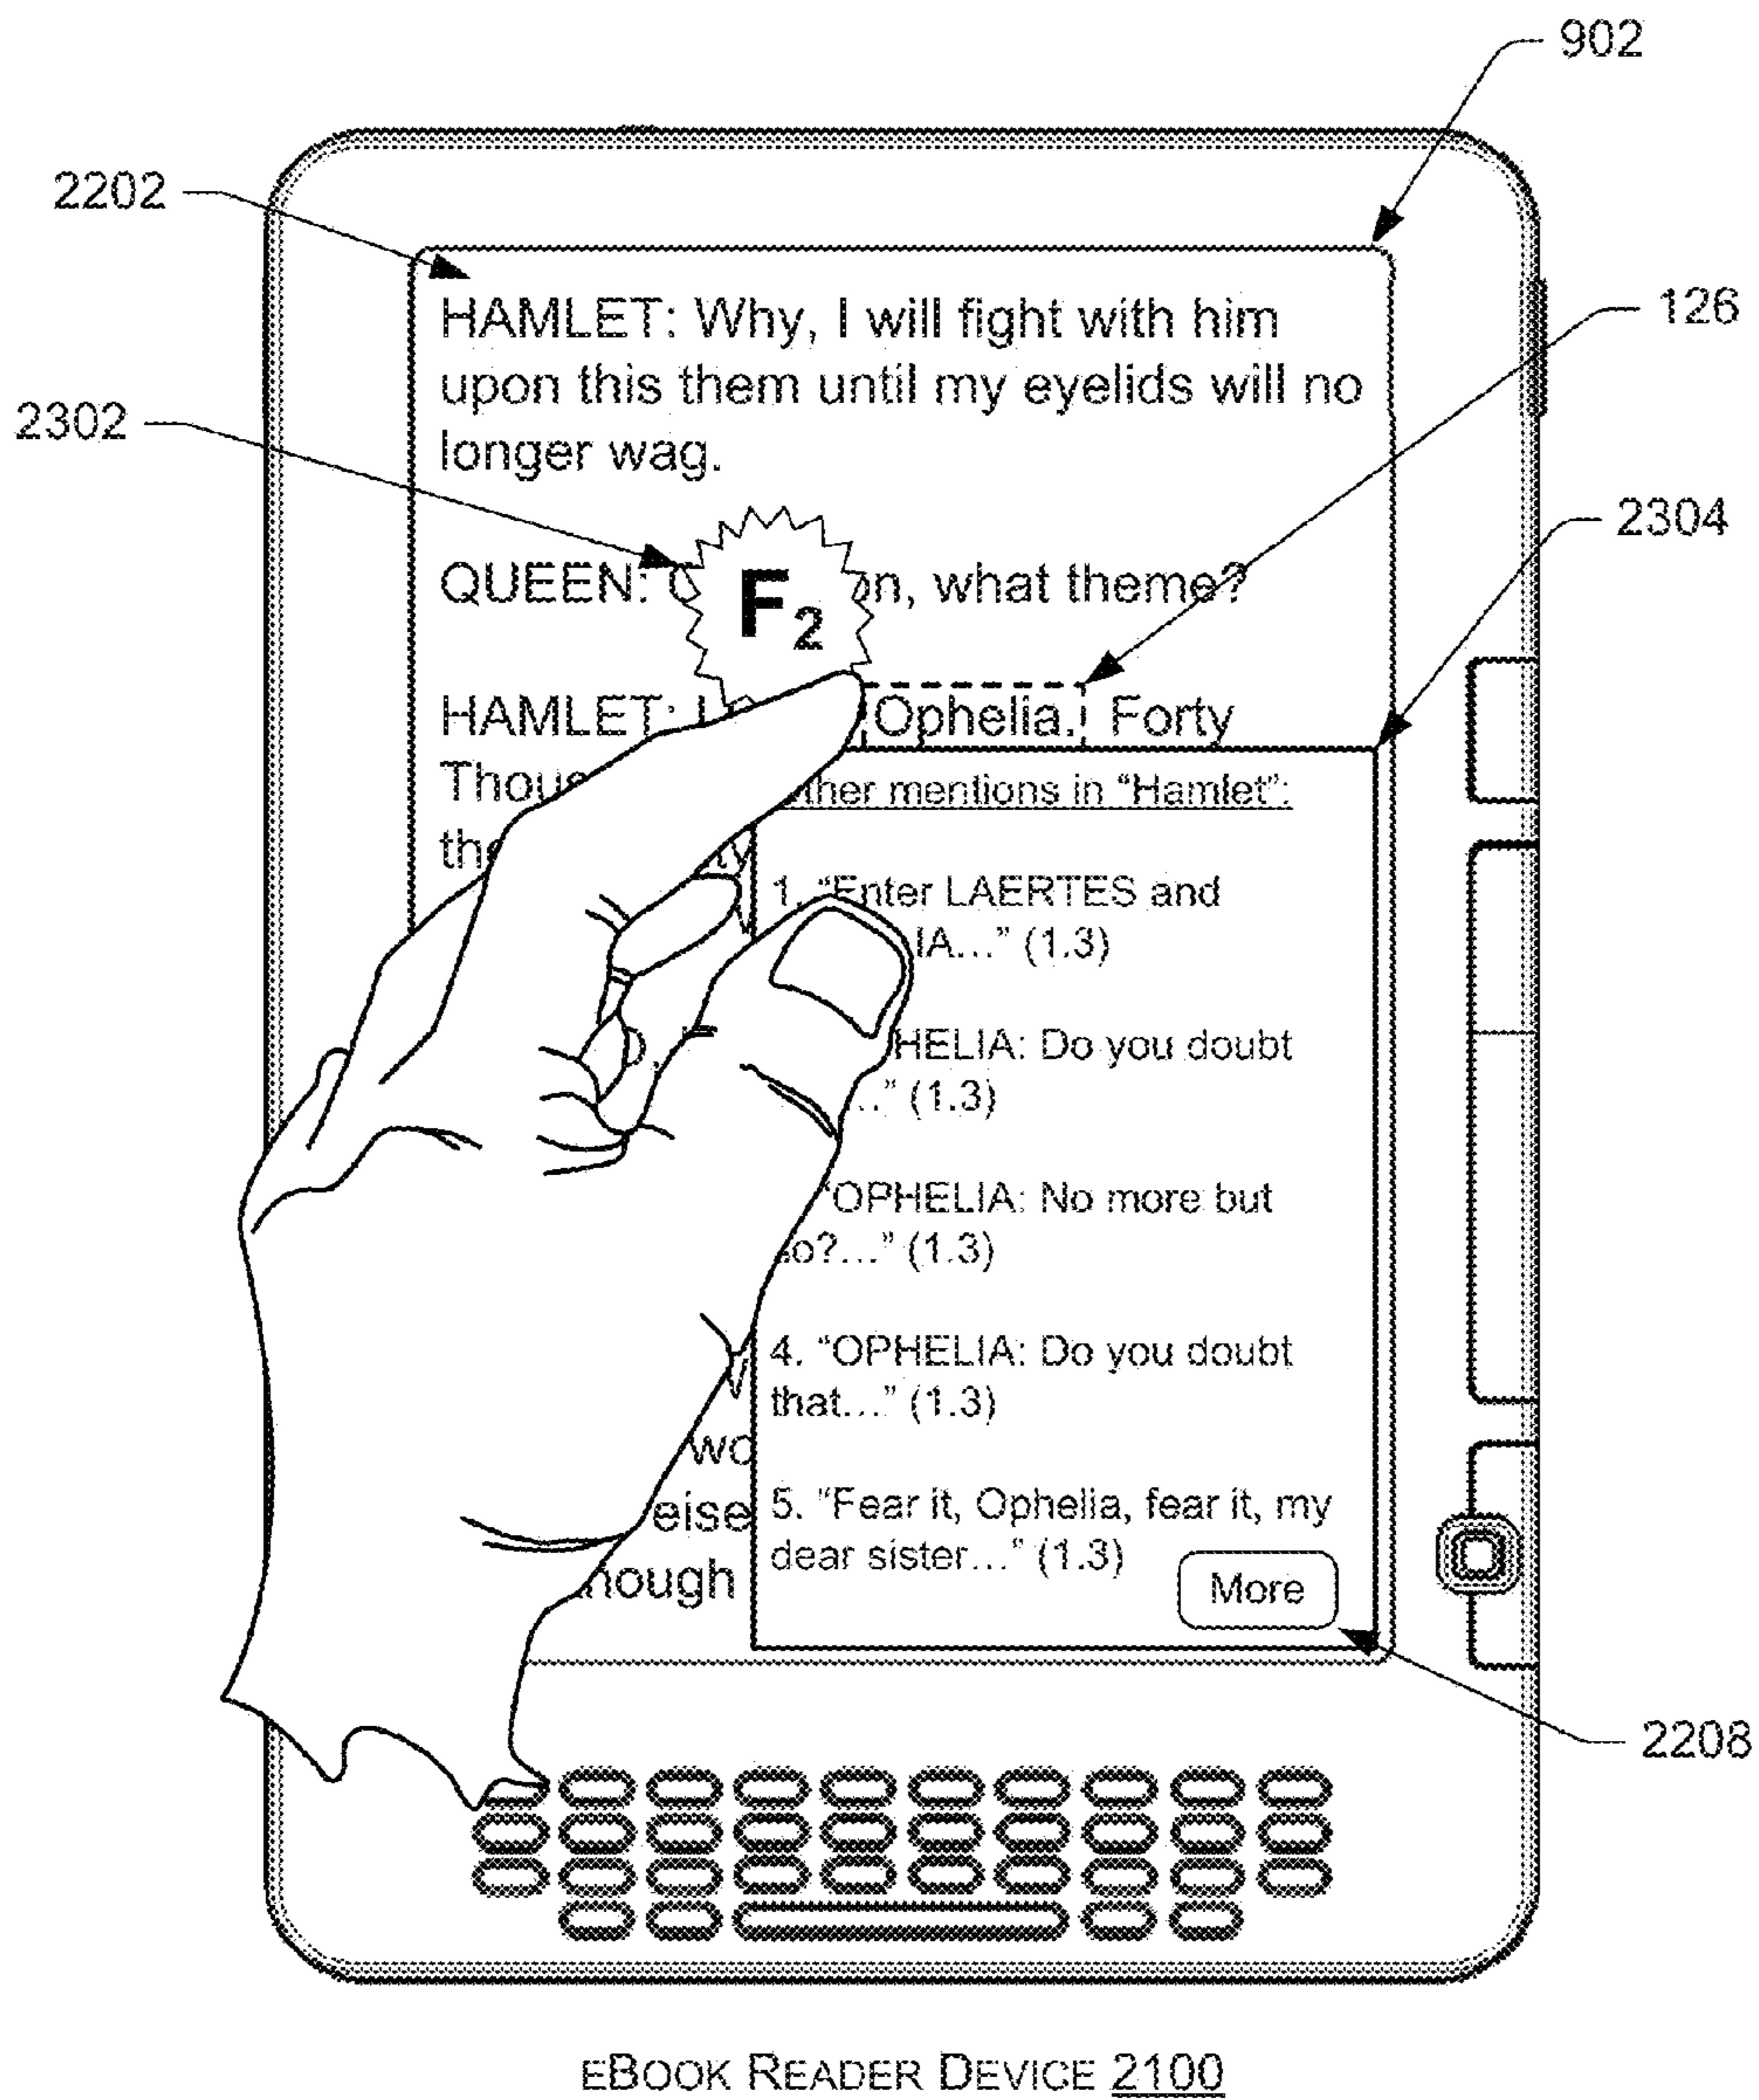 902
2202
HAMLET: Why, I will fight with him
126
upon this them until my eyelids will no
2302
longer wag.
2304
QUEEN: on, what theme?
F2
HAMLET: Ophelia. Forty
Thous
ther mentions in “Hamlet”:
the
1. “Enter LAERTES and
IA…” (1.3)
HELIA: Do you doubt
…” (1.3)
“OPHELIA: No more but
so?…” (1.3)
4. “OPHELIA: Do you doubt
that…” (1.3)
wo
eise
5. “Fear it, Ophelia, fear it, my
dear sister…” (1.3)
hough
More
2208
EBOOK READER DEVICE 2100